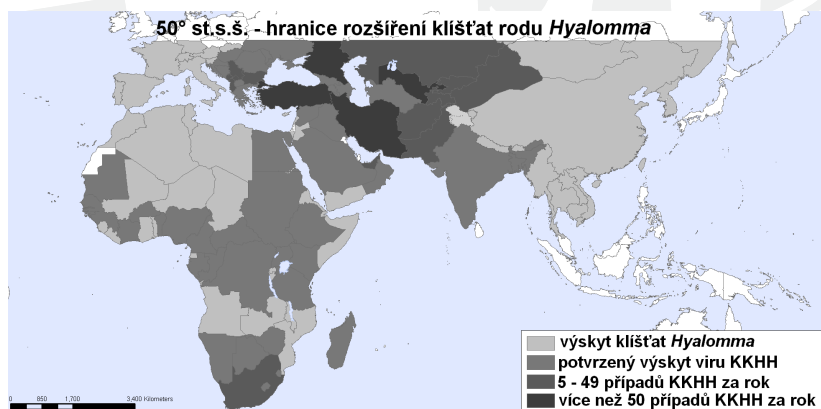 50° st.s.š. - hranice rozšíření klíšťat rodu Hyalomma
výskyt klíšťat Hyalomma
potvrzený výskyt viru KKHH
5 - 49 případů KKHH za rok
více než 50 případů KKHH za rok
0 850 1,700 3,400 Kilometers